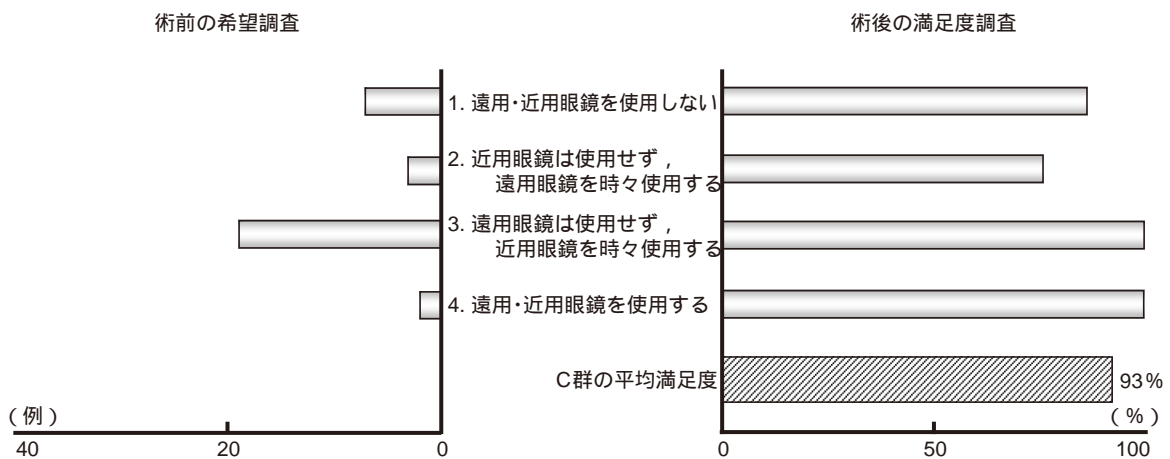 術前の希望調査
術後の満足度調査
1. 遠用･近用眼鏡を使用しない
2. 近用眼鏡は使用せず，
遠用眼鏡を時々使用する
3. 遠用眼鏡は使用せず，
近用眼鏡を時々使用する
4. 遠用･近用眼鏡を使用する
C群の平均満足度
93%
(例)
(%)
40 20 0
0 50 100